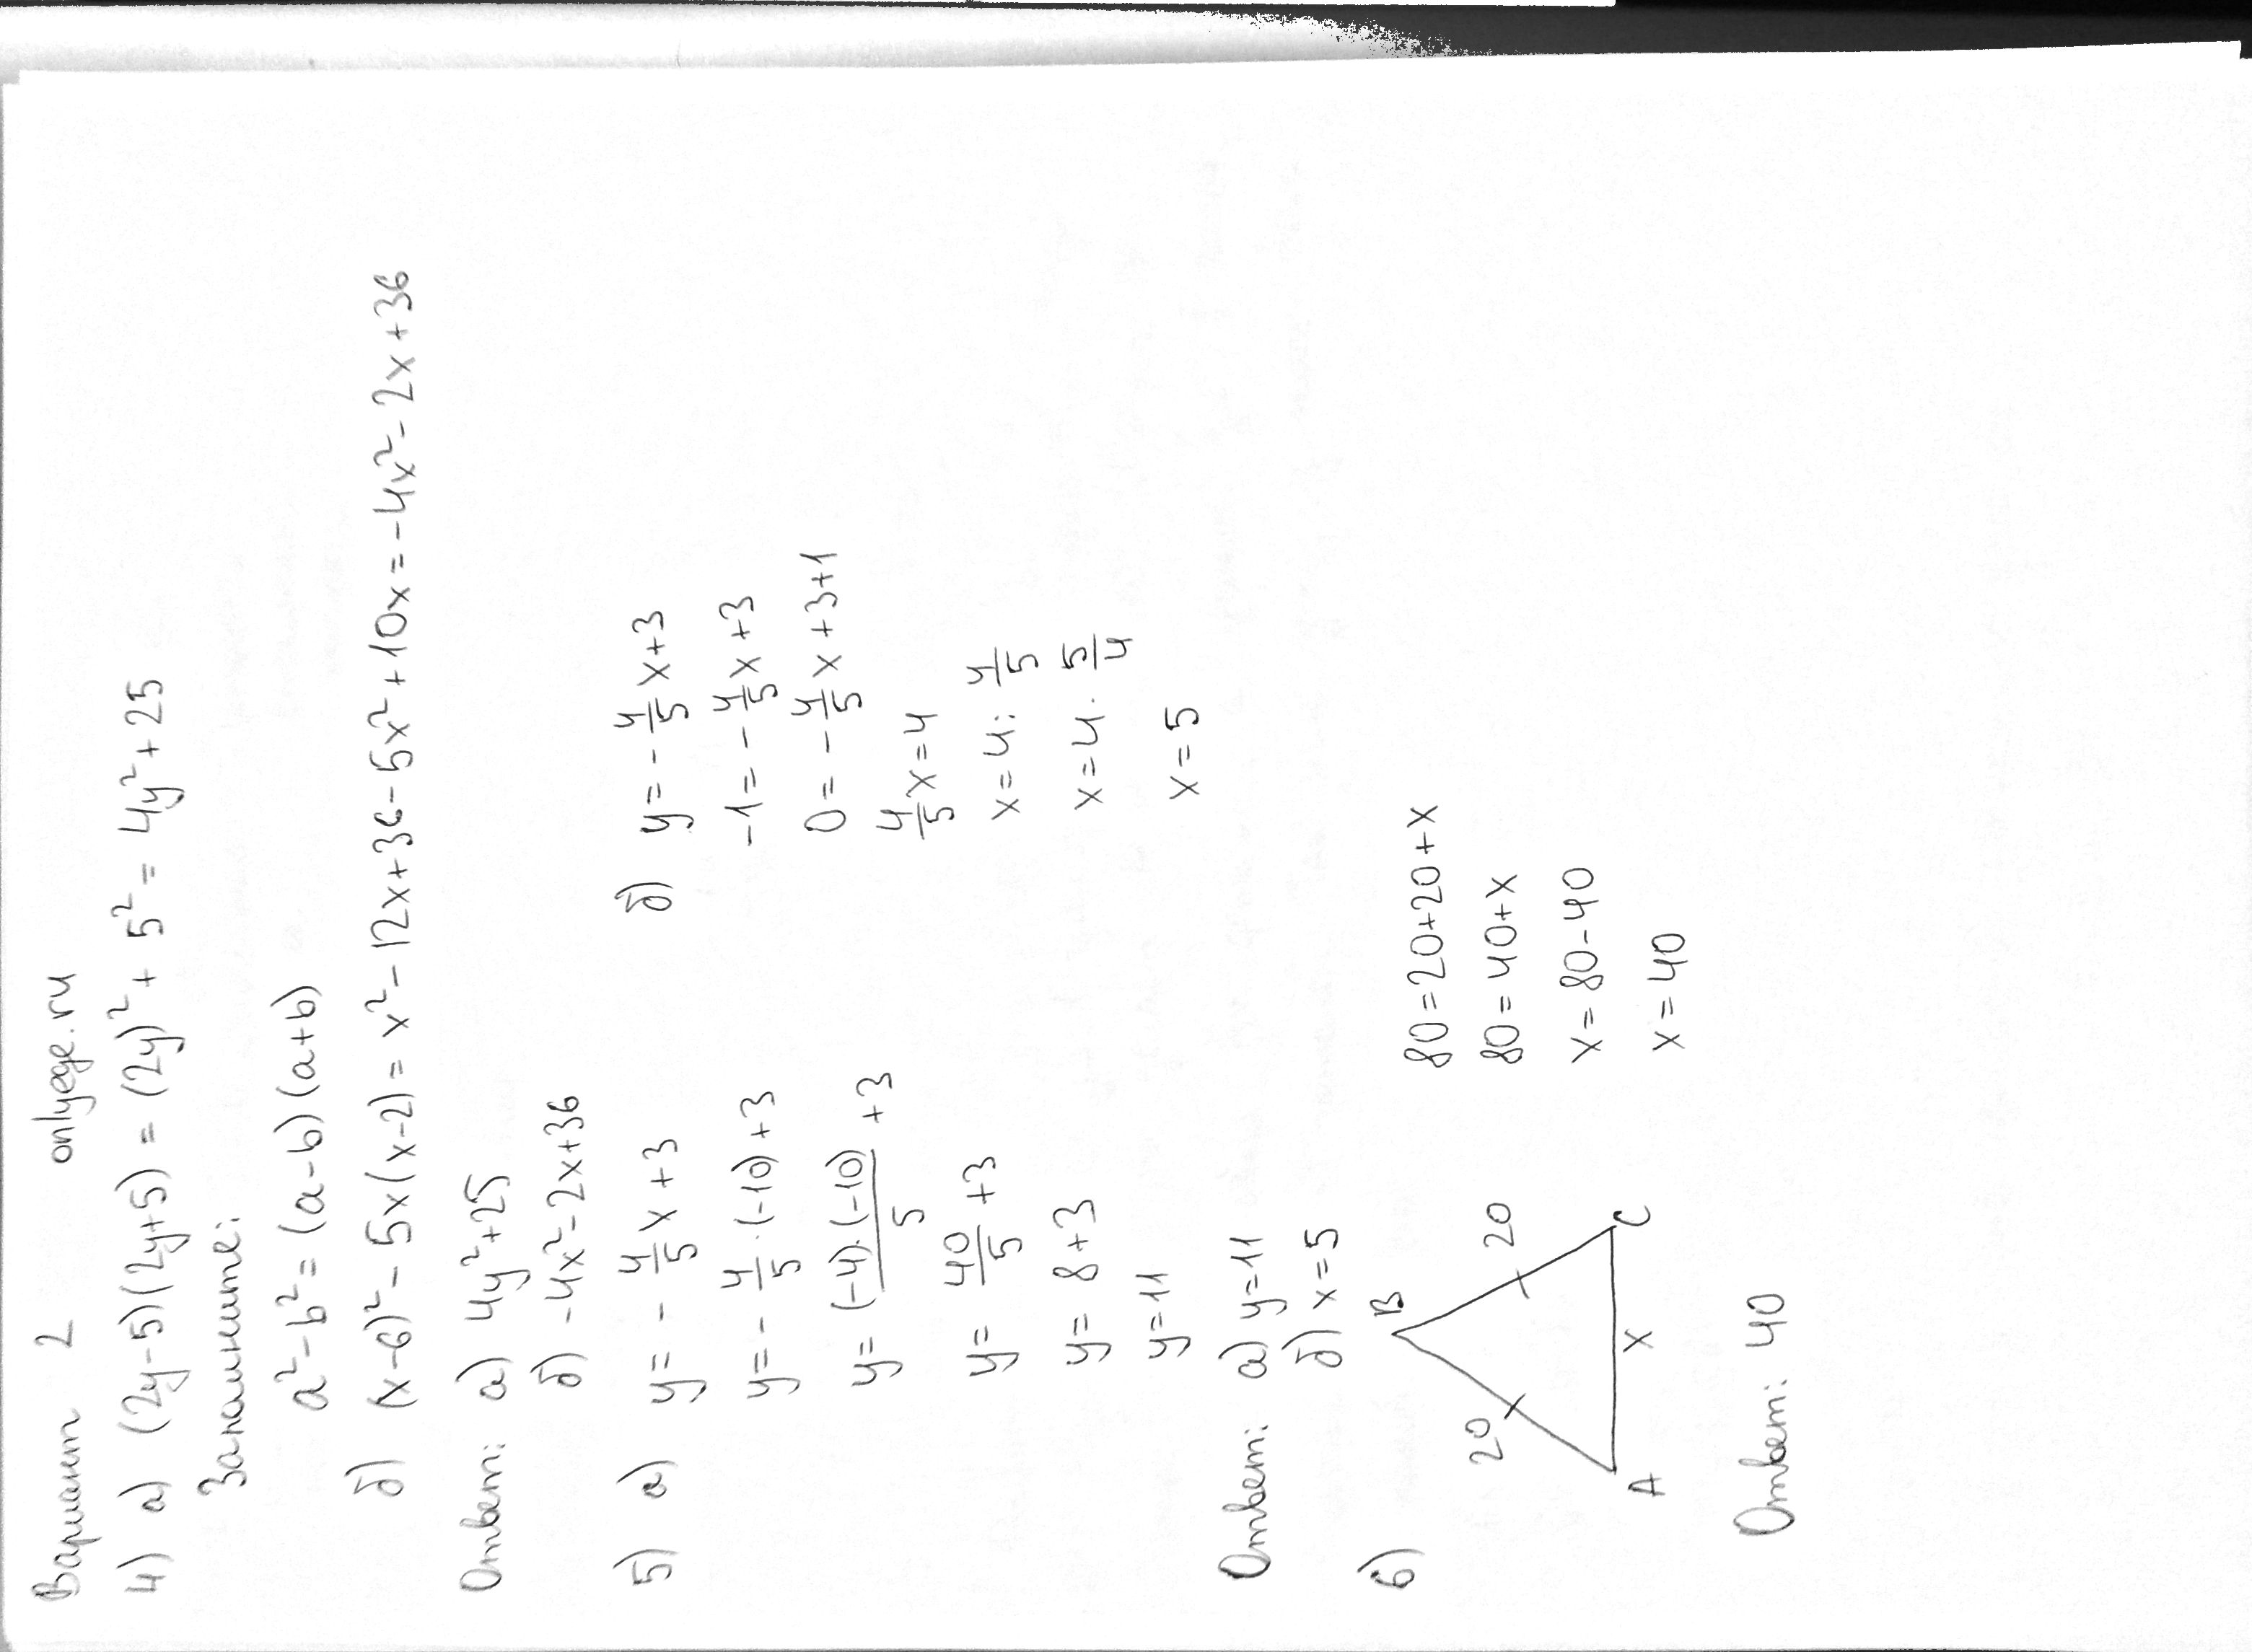 Вариант 2 onlyege.ru
4) а) (2y-5)(2y+5) = (2y)² + 5² = 4y² + 25
Запомните:
a² - b² = (a-b)(a+b)
б) (x-6)² - 5x(x-2) = x² - 12x + 36 - 5x² + 10x = -4x² - 2x + 36
Ответ: а) 4y² + 25
б) -4x² - 2x + 36
5) а) y = - 4/5 x + 3
y = - 4/5 · (-10) + 3
y = (-4)·(-10)/5 + 3
y = 40/5 + 3
y = 8 + 3
y = 11
б) y = - 4/5 x + 3
-1 = - 4/5 x + 3
0 = - 4/5 x + 3 + 1
4/5 x = 4
x = 4 : 4/5
x = 4 · 5/4
x = 5
Ответ: а) y = 11
б) x = 5
6)
B
20 20
A x C
80 = 20 + 20 + x
80 = 40 + x
x = 80 - 40
x = 40
Ответ: 40